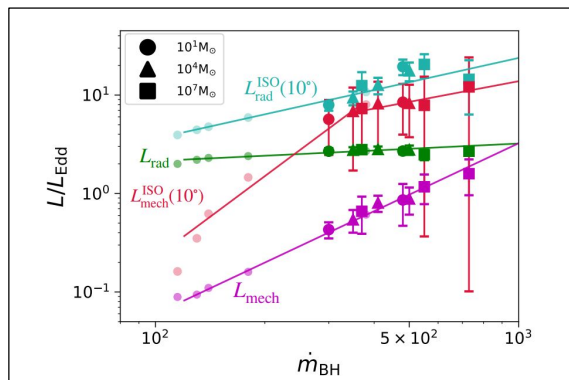 10¹M⊙
10⁴M⊙
10⁷M⊙
L_rad^ISO(10°)
L_rad
L_mech^ISO(10°)
L_mech
L/L_Edd
10¹
10⁰
10⁻¹
10² 5 × 10² 10³
ṁ_BH